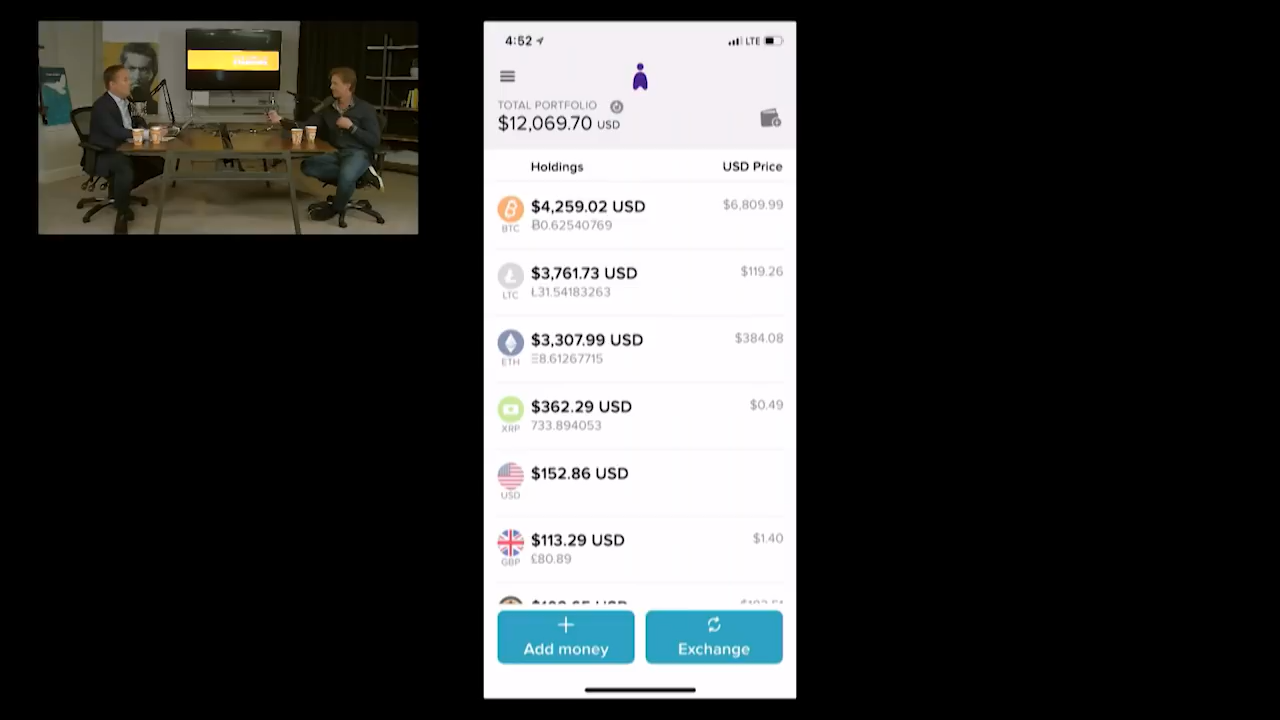 4:52
LTE
TOTAL PORTFOLIO
$12,069.70 USD
Holdings USD Price
BTC $4,259.02 USD $6,809.99
Ƀ0.62540769
LTC $3,761.73 USD $119.26
Ł31.54183263
ETH $3,307.99 USD $384.08
Ξ8.61267715
XRP $362.29 USD $0.49
733.894053
USD $152.86 USD
GBP $113.29 USD $1.40
£80.89
Add money
Exchange